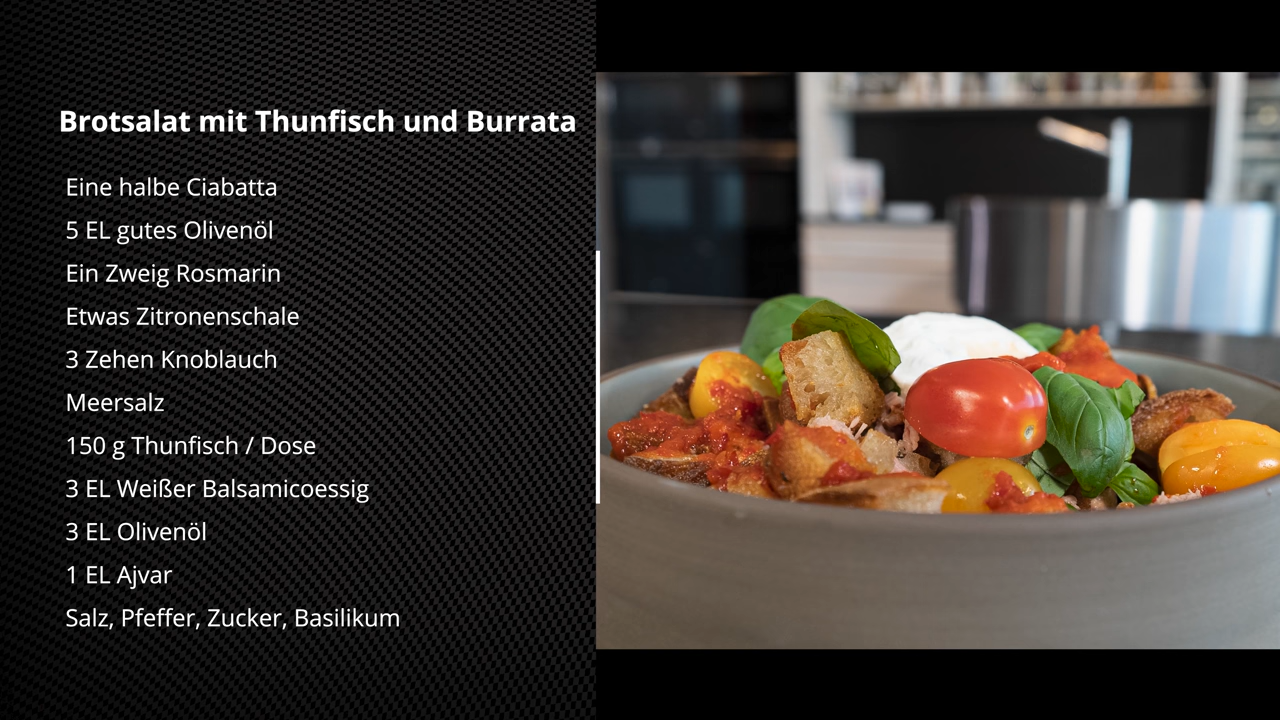 Brotsalat mit Thunfisch und Burrata
Eine halbe Ciabatta
5 EL gutes Olivenöl
Ein Zweig Rosmarin
Etwas Zitronenschale
3 Zehen Knoblauch
Meersalz
150 g Thunfisch / Dose
3 EL Weißer Balsamicoessig
3 EL Olivenöl
1 EL Ajvar
Salz, Pfeffer, Zucker, Basilikum